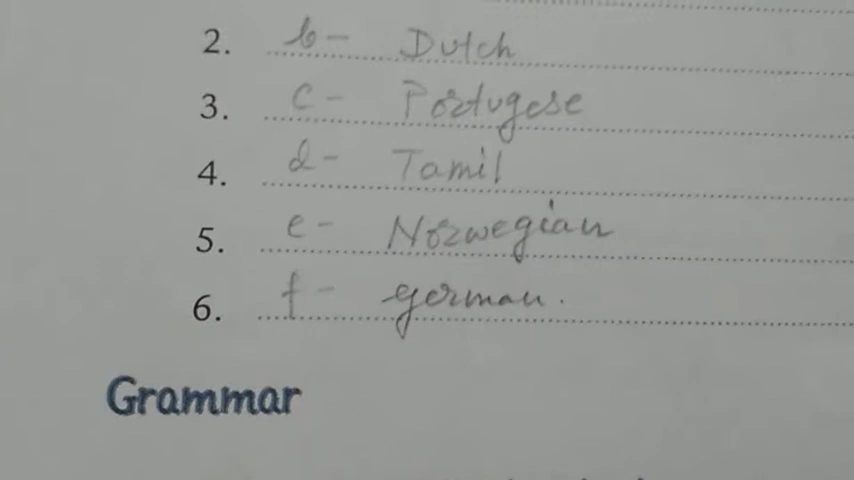 2. b- Dutch
3. c- Portugese
4. d- Tamil
5. e- Norwegian
6. f- german.
Grammar